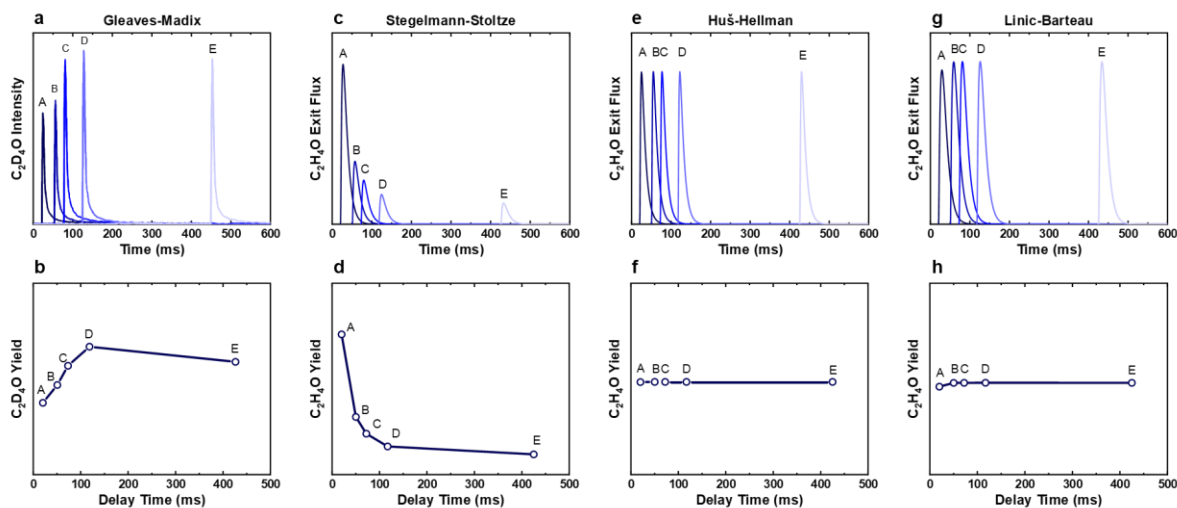 a Gleaves-Madix
C₂D₄O Intensity
A B C D E
0 100 200 300 400 500 600
Time (ms)
c Stegelmann-Stoltze
C₂H₄O Exit Flux
A B C D E
0 100 200 300 400 500 600
Time (ms)
e Huš-Hellman
C₂H₄O Exit Flux
A B C D E
0 100 200 300 400 500 600
Time (ms)
g Linic-Barteau
C₂H₄O Exit Flux
A B C D E
0 100 200 300 400 500 600
Time (ms)
b
C₂D₄O Yield
A B C D E
0 100 200 300 400 500
Delay Time (ms)
d
C₂H₄O Yield
A B C D E
0 100 200 300 400 500
Delay Time (ms)
f
C₂H₄O Yield
A B C D E
0 100 200 300 400 500
Delay Time (ms)
h
C₂H₄O Yield
A B C D E
0 100 200 300 400 500
Delay Time (ms)